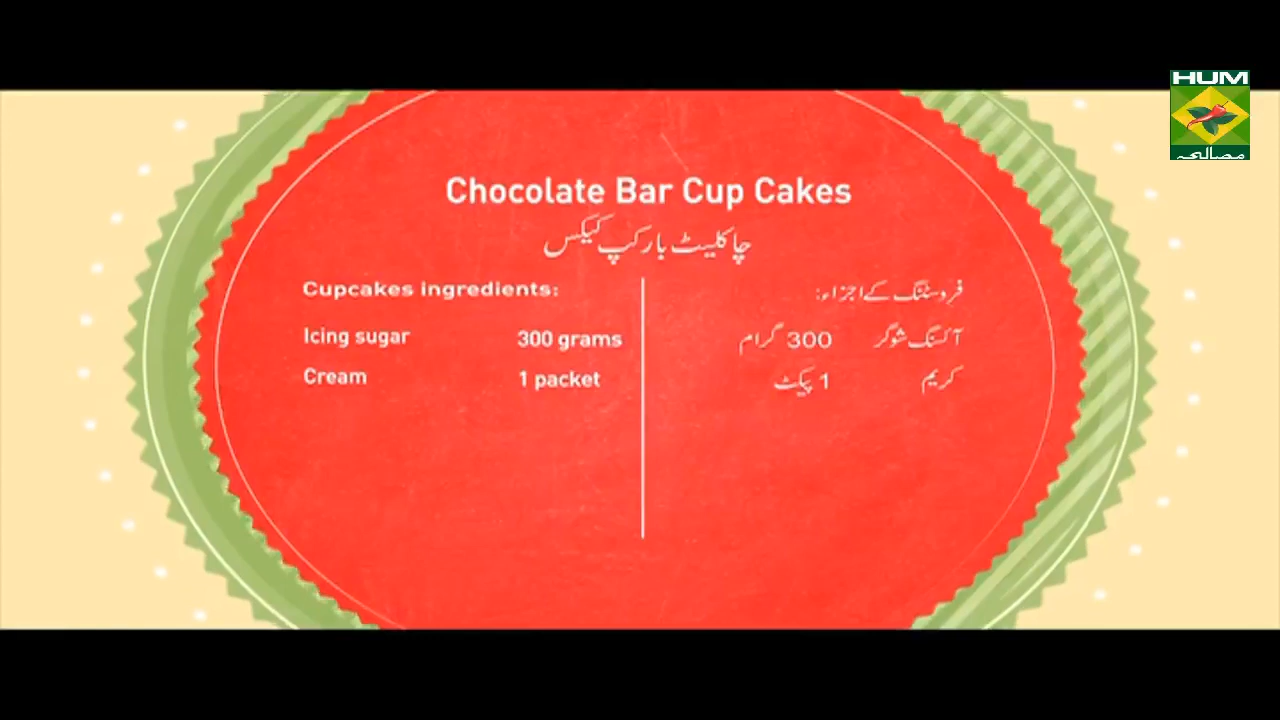 HUM
مصالحہ
Chocolate Bar Cup Cakes
چاکلیٹ بار کپ کیکس
Cupcakes ingredients:
Icing sugar 300 grams
Cream 1 packet
فروسٹنگ کے اجزاء:
آئسنگ شوگر 300 گرام
کریم 1 پیکٹ